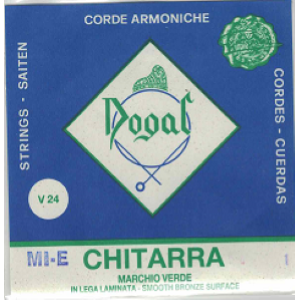 CORDE ARMONICHE
STRINGS - SAITEN
CORDES - CUERDAS
Dogal
V 24
MI-E CHITARRA 1
MARCHIO VERDE
IN LEGA LAMINATA - SMOOTH BRONZE SURFACE